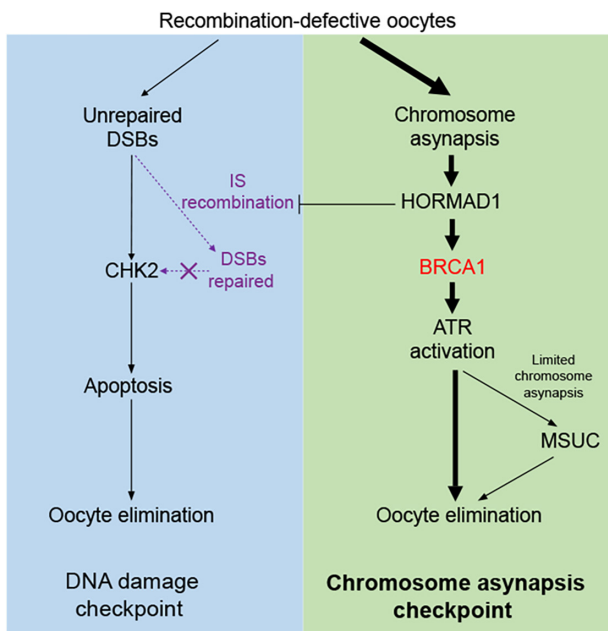 Recombination-defective oocytes
Unrepaired
DSBs
IS
recombination
DSBs
repaired
CHK2
Apoptosis
Oocyte elimination
DNA damage
checkpoint
Chromosome
asynapsis
HORMAD1
BRCA1
ATR
activation
Limited
chromosome
asynapsis
MSUC
Oocyte elimination
Chromosome asynapsis
checkpoint